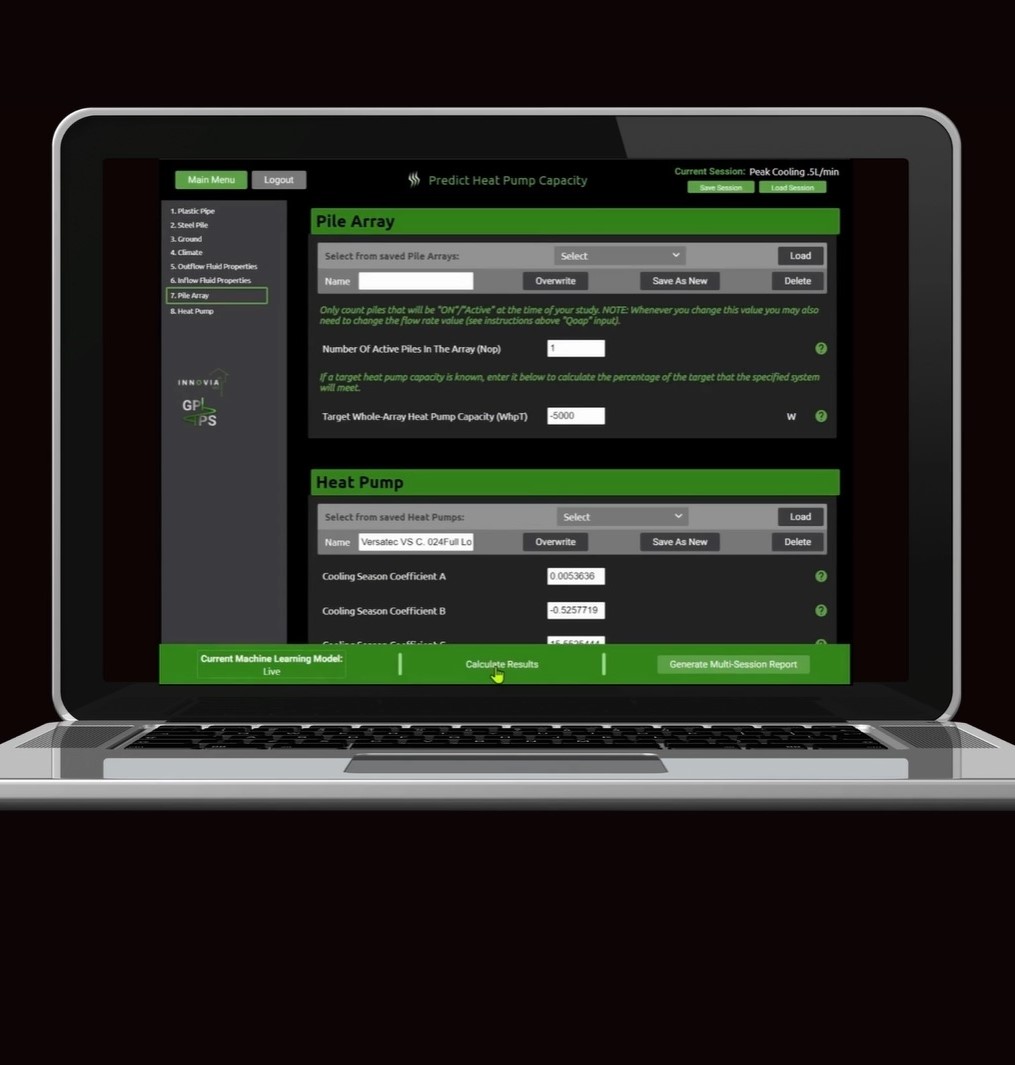 Main Menu
Logout
Predict Heat Pump Capacity
Current Session: Peak Cooling .5L/min
Save Session
Load Session
1. Plastic Pipe
2. Steel Pile
3. Ground
4. Climate
5. Outflow Fluid Properties
6. Inflow Fluid Properties
7. Pile Array
8. Heat Pump
INNOVIA
Pile Array
Select from saved Pile Arrays:
Select
Load
Name
Overwrite
Save As New
Delete
Only count piles that will be "ON"/"Active" at the time of your study. NOTE: Whenever you change this value you may also
need to change the flow rate value (see instructions above "Qoap" input).
Number Of Active Piles In The Array (Nop)
1
?
If a target heat pump capacity is known, enter it below to calculate the percentage of the target that the specified system
will meet.
Target Whole-Array Heat Pump Capacity (WhpT)
-5000
W
?
Heat Pump
Select from saved Heat Pumps:
Select
Load
Name
Versatec VS C. 024Full Lo
Overwrite
Save As New
Delete
Cooling Season Coefficient A
0.0053636
?
Cooling Season Coefficient B
-0.5257719
?
Current Machine Learning Model:
Live
Calculate Results
Generate Multi-Session Report